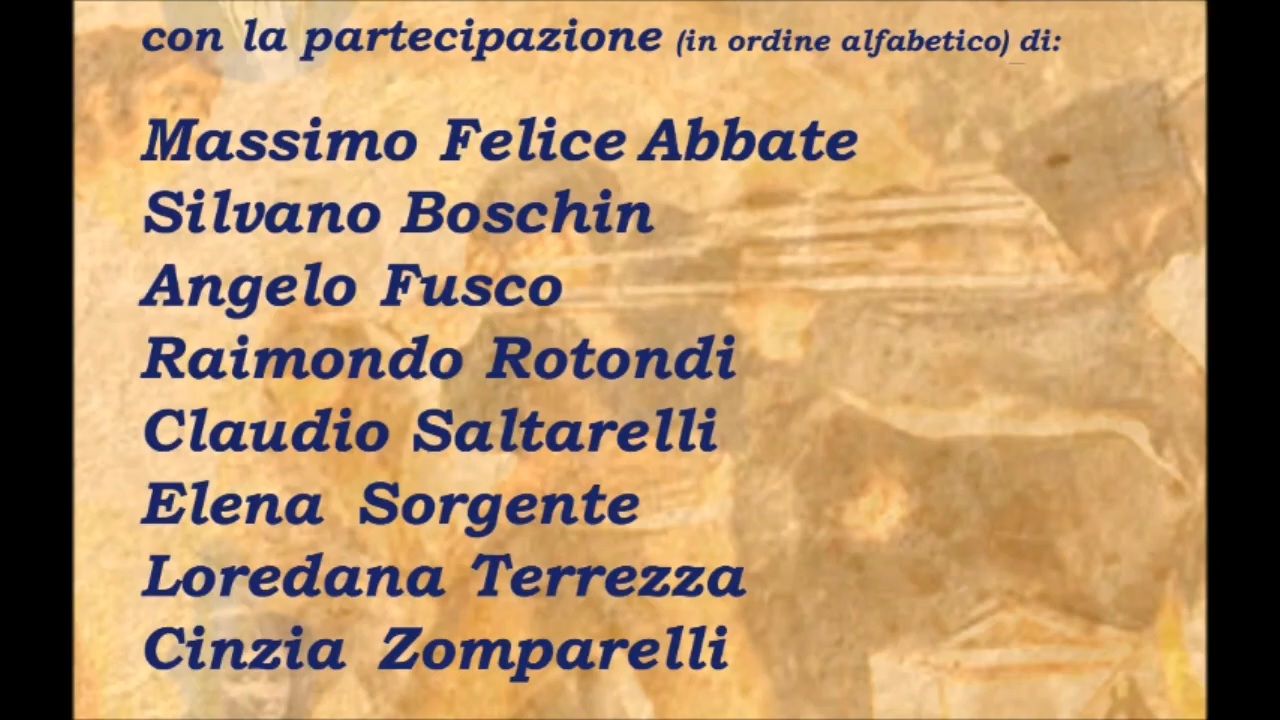 con la partecipazione (in ordine alfabetico) di:
Massimo Felice Abbate
Silvano Boschin
Angelo Fusco
Raimondo Rotondi
Claudio Saltarelli
Elena Sorgente
Loredana Terrezza
Cinzia Zomparelli